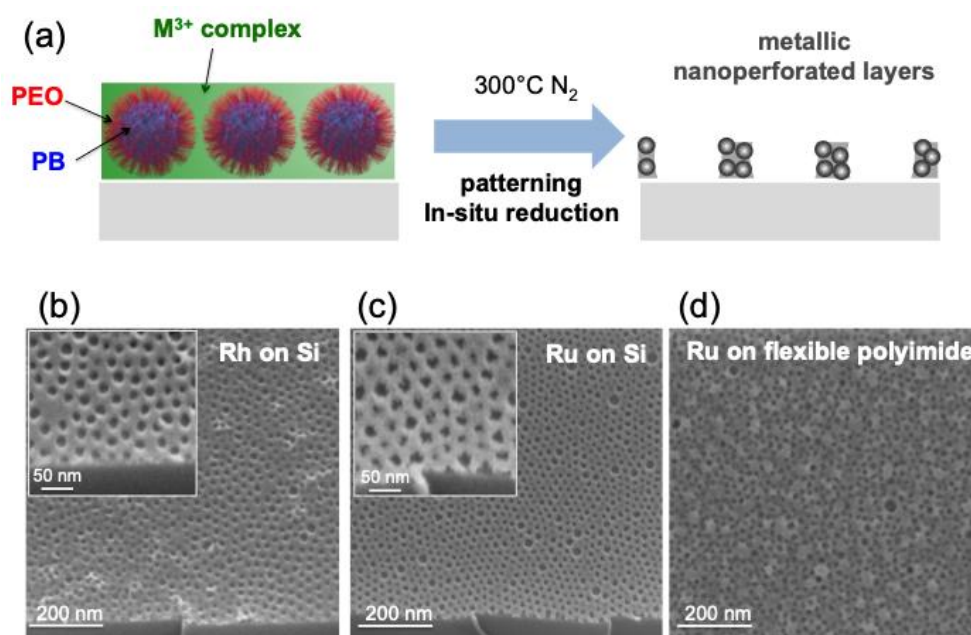 (a)
M³⁺ complex
PEO
PB
300°C N₂
patterning
In-situ reduction
metallic
nanoperforated layers
(b)
Rh on Si
50 nm
200 nm
(c)
Ru on Si
50 nm
200 nm
(d)
Ru on flexible polyimide
200 nm